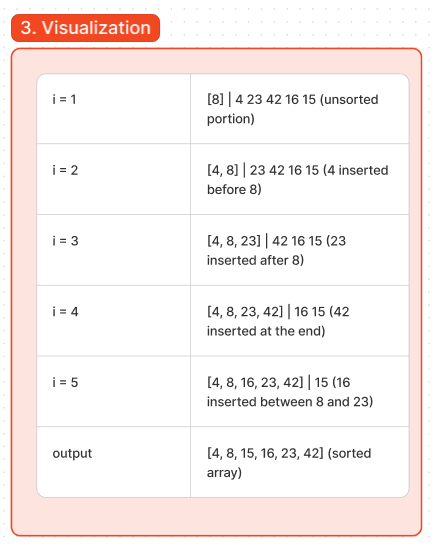 3. Visualization
i = 1
[8] | 4 23 42 16 15 (unsorted
portion)
i = 2
[4, 8] | 23 42 16 15 (4 inserted
before 8)
i = 3
[4, 8, 23] | 42 16 15 (23
inserted after 8)
i = 4
[4, 8, 23, 42] | 16 15 (42
inserted at the end)
i = 5
[4, 8, 16, 23, 42] | 15 (16
inserted between 8 and 23)
output
[4, 8, 15, 16, 23, 42] (sorted
array)